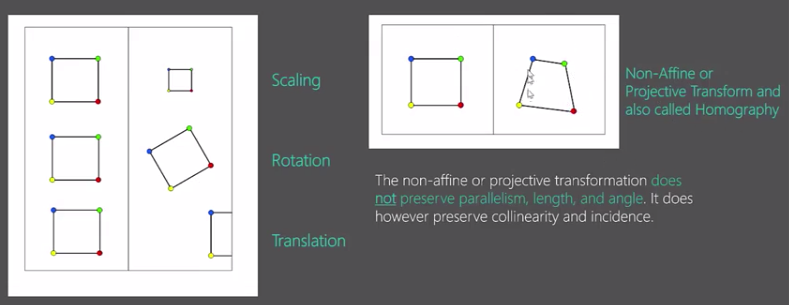 Scaling
Rotation
Translation
Non-Affine or
Projective Transform and
also called Homography
The non-affine or projective transformation does
not preserve parallelism, length, and angle. It does
however preserve collinearity and incidence.